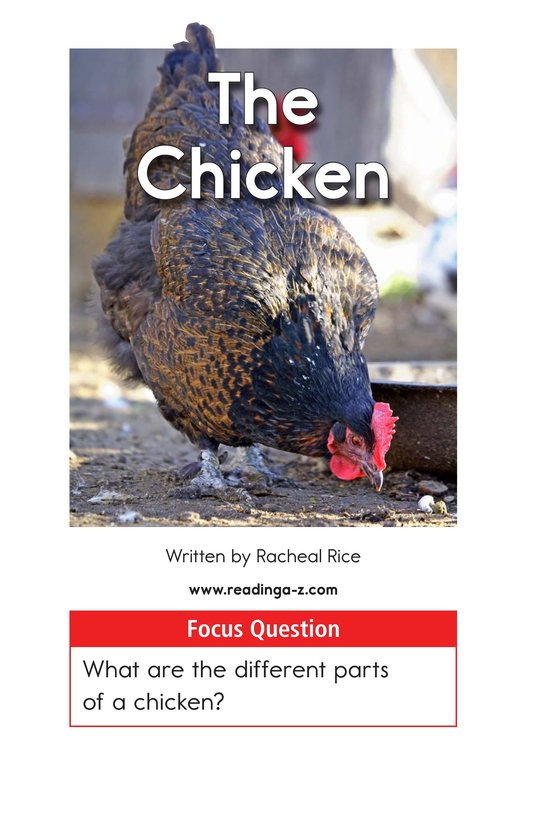 The
Chicken
Written by Racheal Rice
www.readinga-z.com
Focus Question
What are the different parts
of a chicken?